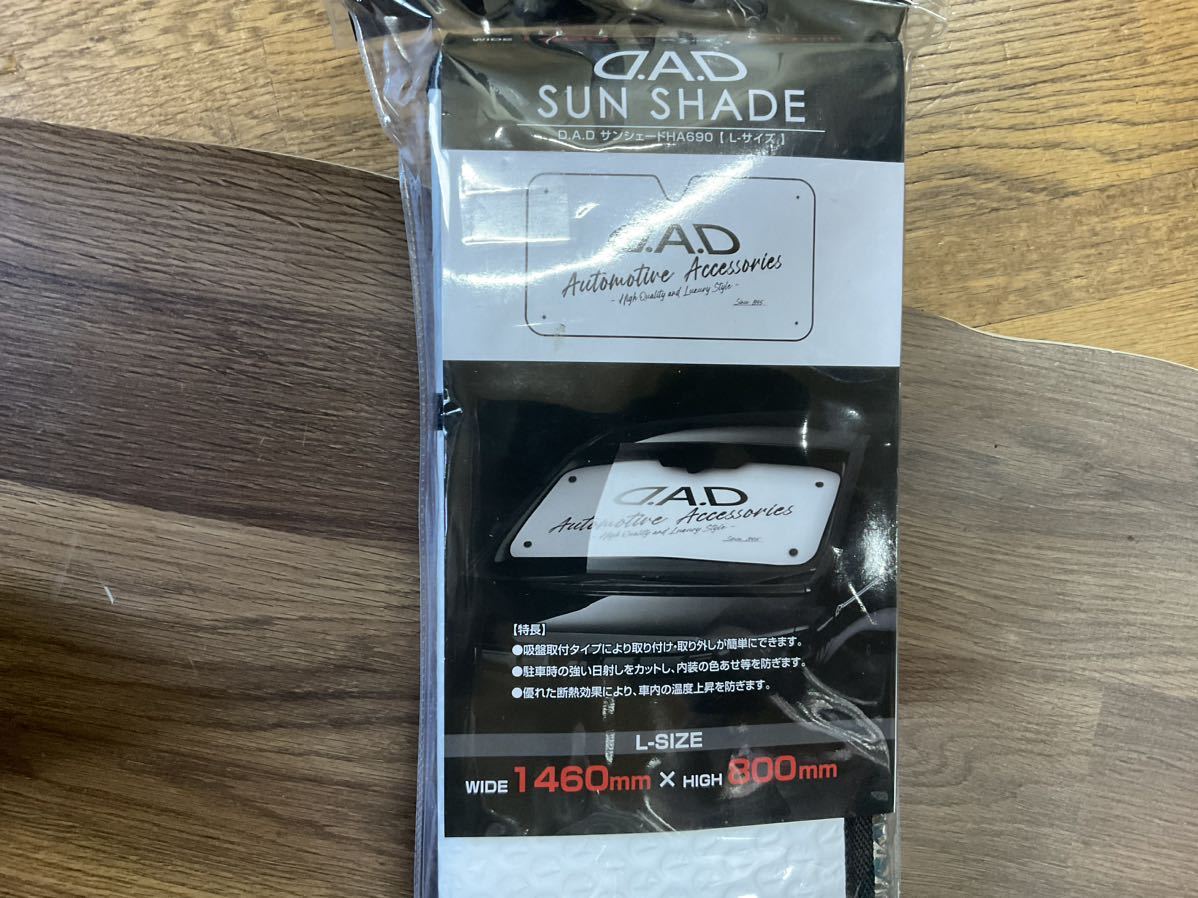 WIDE
D.A.D
SUN SHADE
D.A.D サンシェードHA690 [ L-サイズ ]
D.A.D
Automotive Accessories
- High Quality and Luxury Style -
D.A.D
Automotive Accessories
- High Quality and Luxury Style -
【特長】
●吸盤取付タイプにより取り付け・取り外しが簡単にできます。
●駐車時の強い日射しをカットし、内装の色あせ等を防ぎます。
●優れた断熱効果により、車内の温度上昇を防ぎます。
L-SIZE
WIDE 1460mm × HIGH 800mm